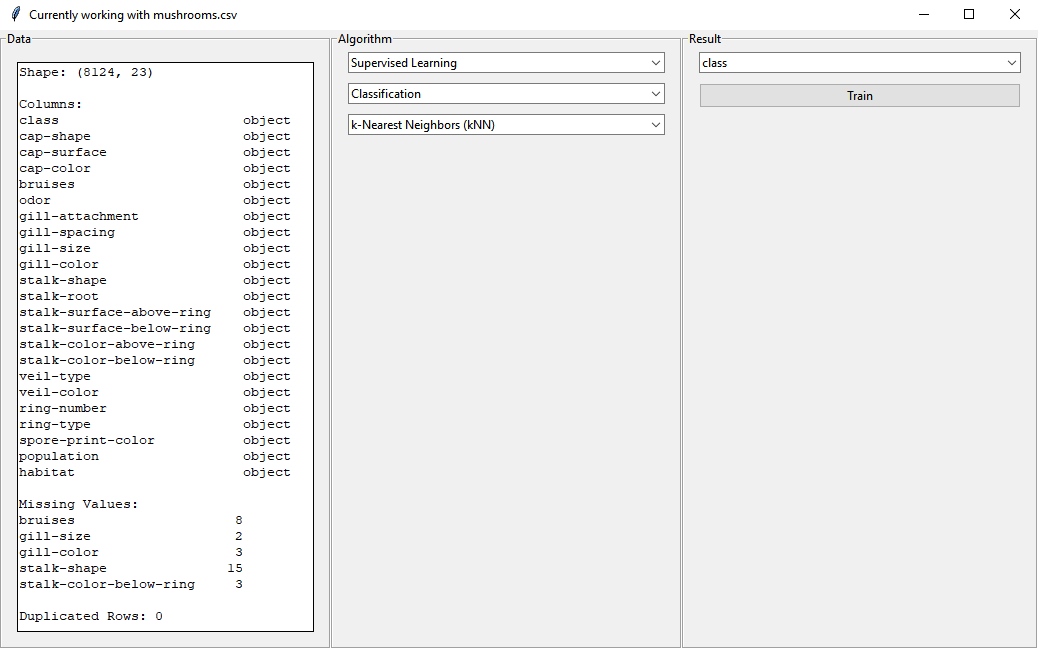 Currently working with mushrooms.csv
Data
Shape: (8124, 23)
Columns:
class object
cap-shape object
cap-surface object
cap-color object
bruises object
odor object
gill-attachment object
gill-spacing object
gill-size object
gill-color object
stalk-shape object
stalk-root object
stalk-surface-above-ring object
stalk-surface-below-ring object
stalk-color-above-ring object
stalk-color-below-ring object
veil-type object
veil-color object
ring-number object
ring-type object
spore-print-color object
population object
habitat object
Missing Values:
bruises 8
gill-size 2
gill-color 3
stalk-shape 15
stalk-color-below-ring 3
Duplicated Rows: 0
Algorithm
Supervised Learning
Classification
k-Nearest Neighbors (kNN)
Result
class
Train